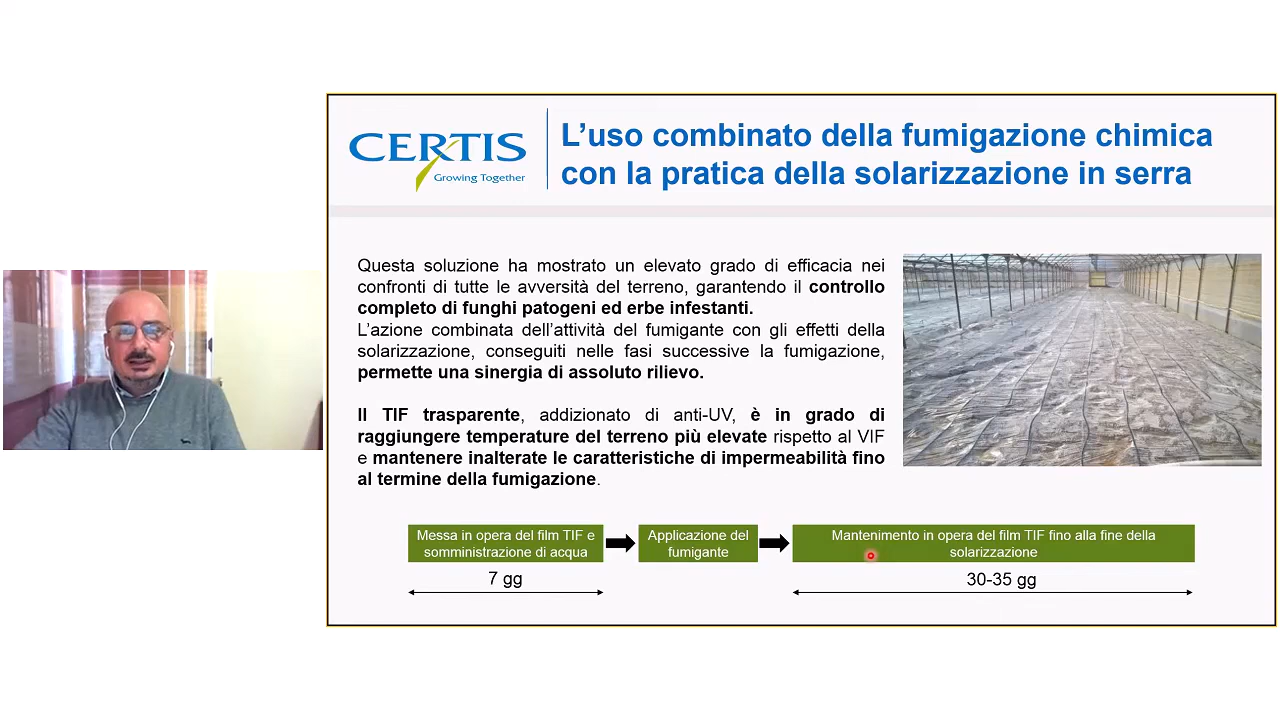 CERTIS
Growing Together
L’uso combinato della fumigazione chimica
con la pratica della solarizzazione in serra
Questa soluzione ha mostrato un elevato grado di efficacia nei
confronti di tutte le avversità del terreno, garantendo il controllo
completo di funghi patogeni ed erbe infestanti.
L’azione combinata dell’attività del fumigante con gli effetti della
solarizzazione, conseguiti nelle fasi successive la fumigazione,
permette una sinergia di assoluto rilievo.
Il TIF trasparente, addizionato di anti-UV, è in grado di
raggiungere temperature del terreno più elevate rispetto al VIF
e mantenere inalterate le caratteristiche di impermeabilità fino
al termine della fumigazione.
Messa in opera del film TIF e
somministrazione di acqua
Applicazione del
fumigante
Mantenimento in opera del film TIF fino alla fine della
solarizzazione
7 gg
30-35 gg